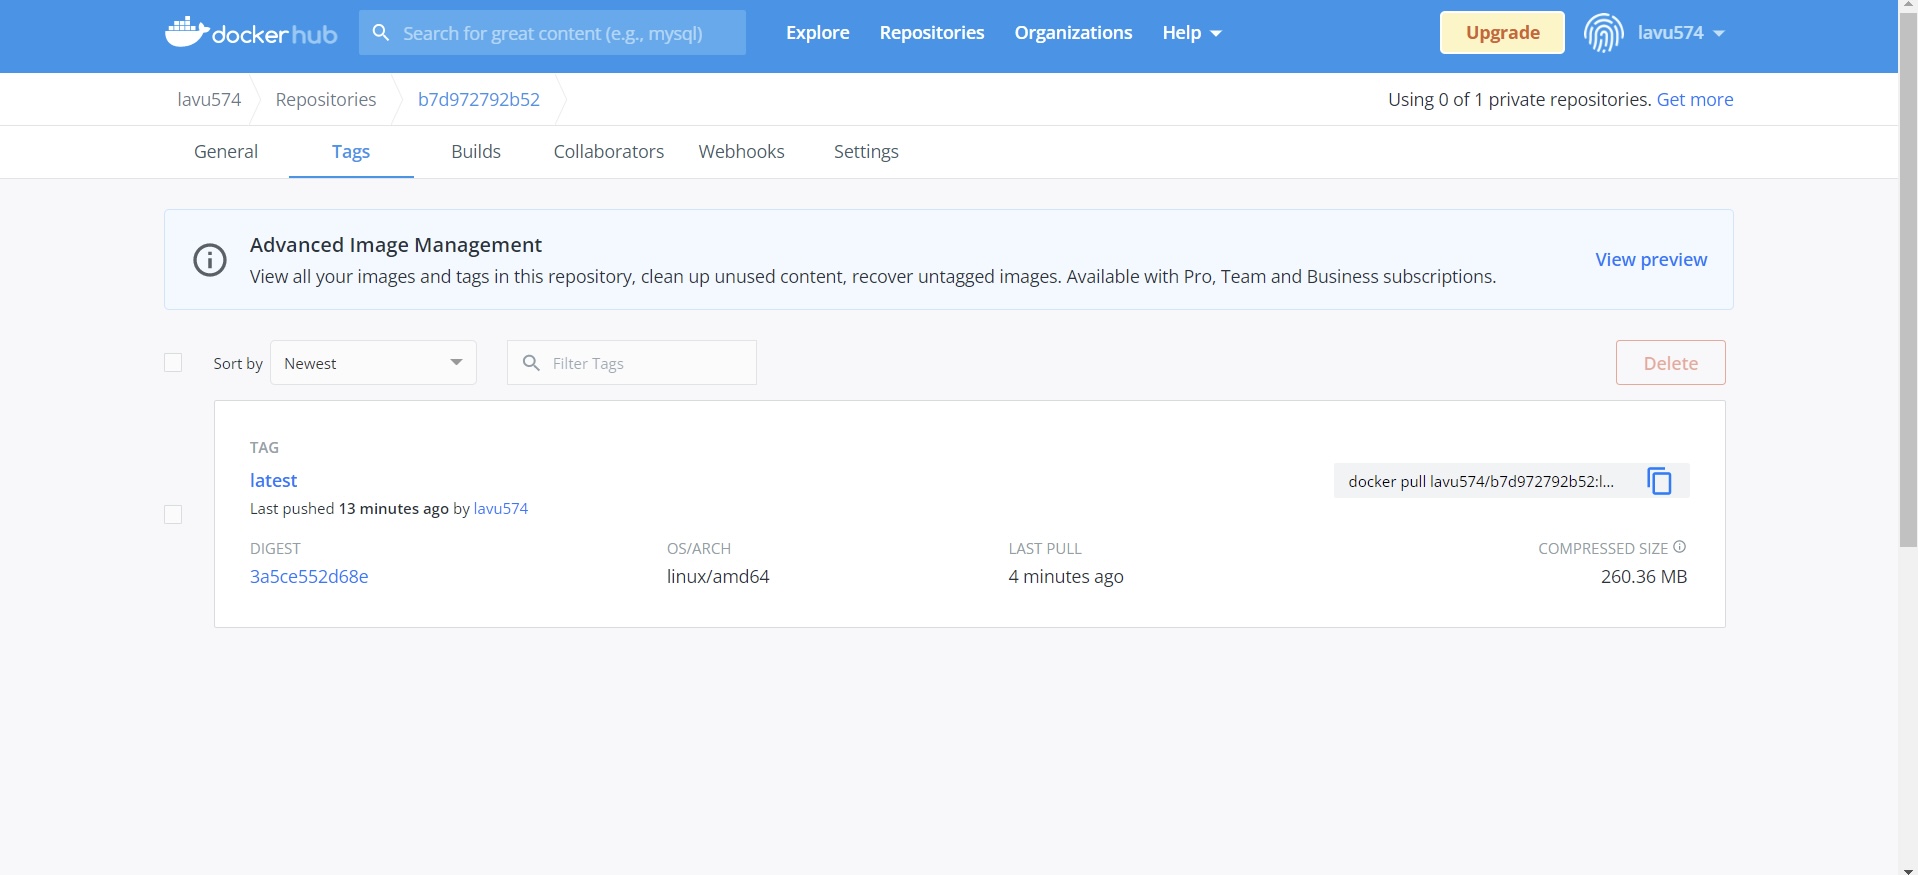 dockerhub Search for great content (e.g., mysql) Explore Repositories Organizations Help Upgrade lavu574
lavu574 Repositories b7d972792b52 Using 0 of 1 private repositories. Get more
General Tags Builds Collaborators Webhooks Settings
Advanced Image Management
View all your images and tags in this repository, clean up unused content, recover untagged images. Available with Pro, Team and Business subscriptions.
View preview
Sort by Newest Filter Tags Delete
TAG
latest
docker pull lavu574/b7d972792b52:l...
Last pushed 13 minutes ago by lavu574
DIGEST OS/ARCH LAST PULL COMPRESSED SIZE
3a5ce552d68e linux/amd64 4 minutes ago 260.36 MB